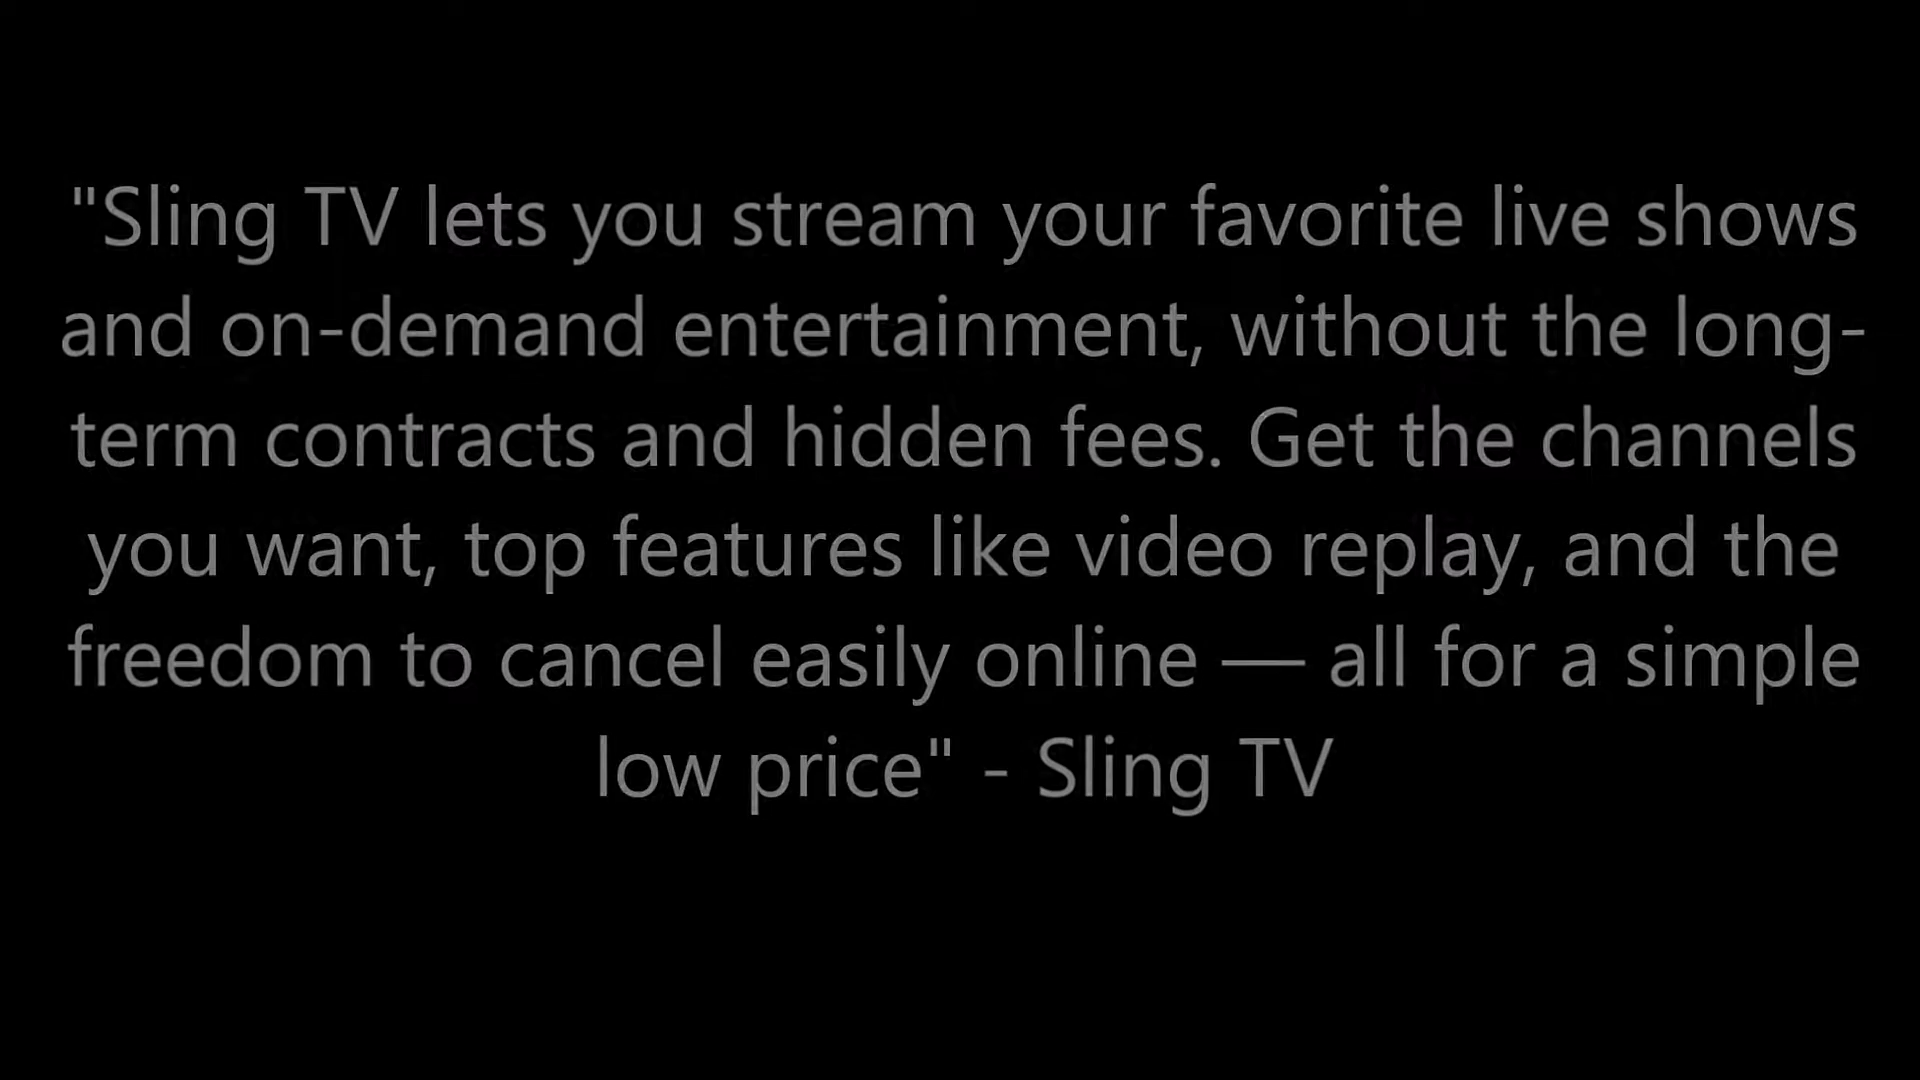 "Sling TV lets you stream your favorite live shows
and on-demand entertainment, without the long-
term contracts and hidden fees. Get the channels
you want, top features like video replay, and the
freedom to cancel easily online — all for a simple
low price" - Sling TV